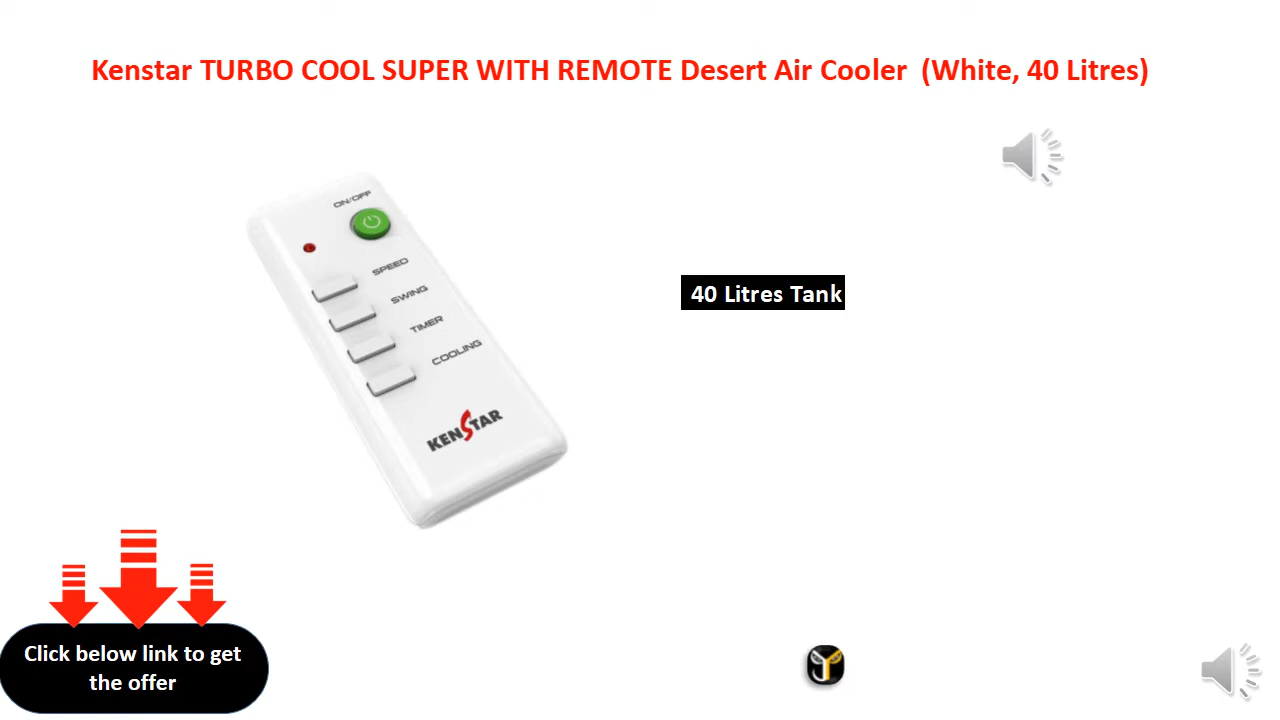 Kenstar TURBO COOL SUPER WITH REMOTE Desert Air Cooler (White, 40 Litres)
ON/OFF
SPEED
SWING
TIMER
COOLING
KENSTAR
40 Litres Tank
Click below link to get
the offer